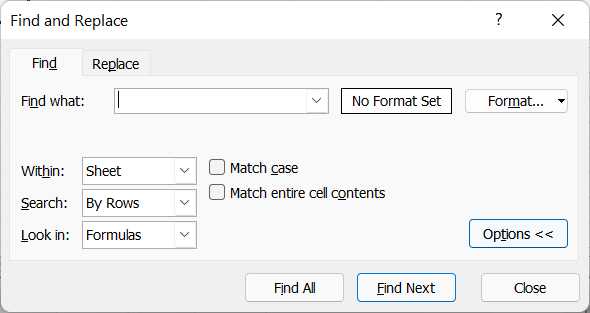 Find and Replace ?
Find Replace
Find what: No Format Set Format...
Within: Sheet Match case
Search: By Rows Match entire cell contents
Look in: Formulas Options <<
Find All Find Next Close